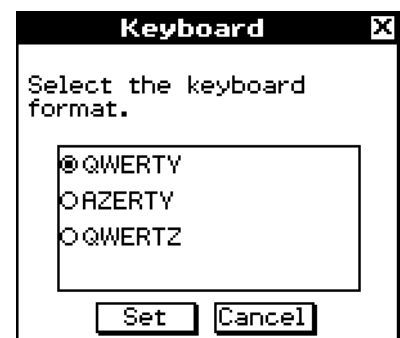 Keyboard X
Select the keyboard
format.
QWERTY
AZERTY
QWERTZ
Set Cancel